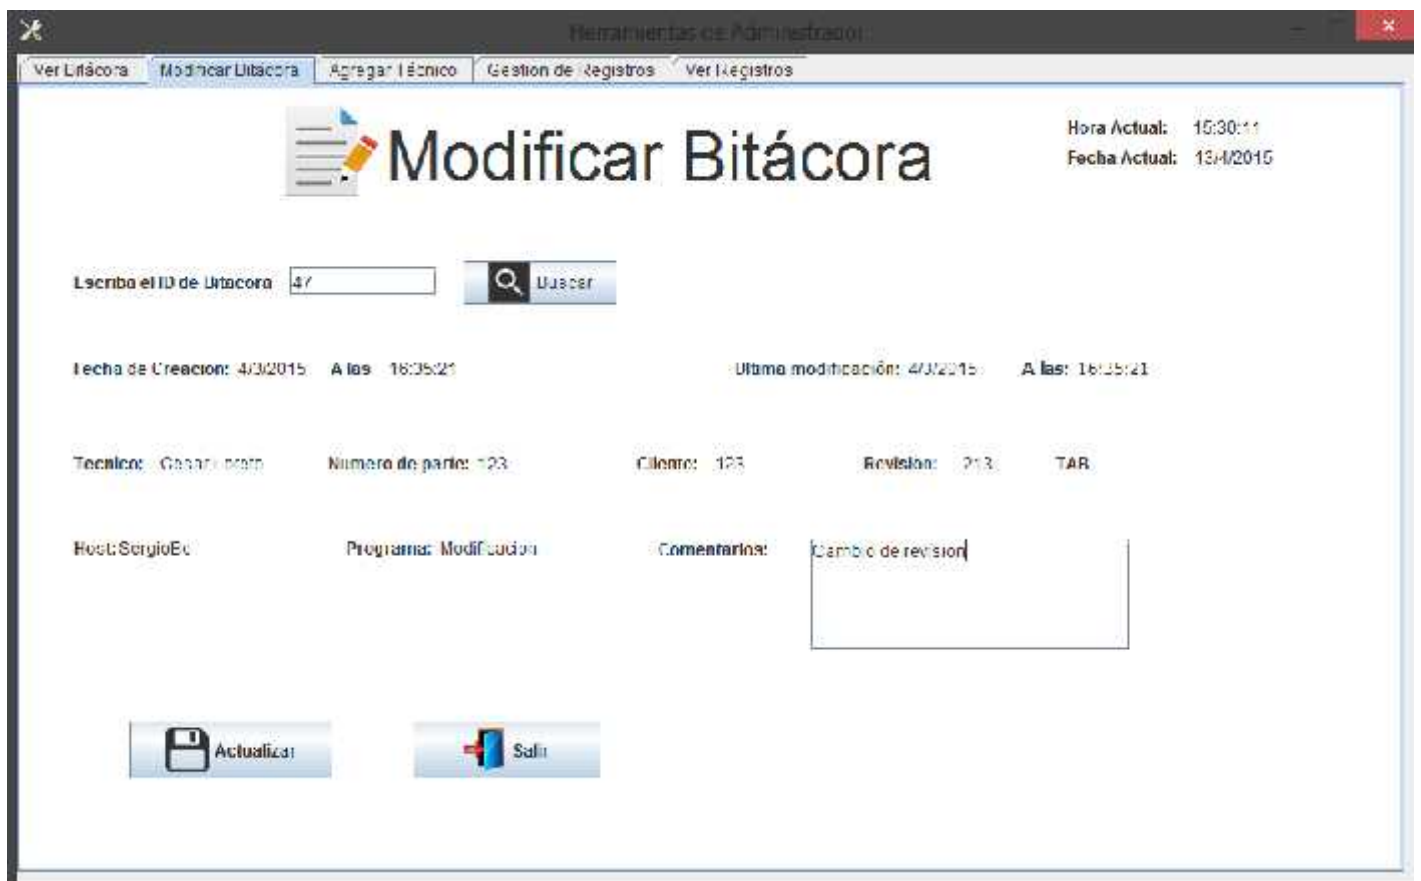 Herramientas de Administrador
Ver Bitácora Modificar Bitácora Agregar Técnico Gestion de Registros Ver Registros
Modificar Bitácora
Hora Actual: 15:30:11
Fecha Actual: 13/4/2015
Escriba el ID de Bitacora 47 Buscar
Fecha de Creacion: 4/3/2015 A las 16:35:21 Ultima modificación: 4/3/2015 A las: 16:35:21
Tecnico: Numero de parte: 123 Cliente: 123 Revision: 213 TAB
Host: Programa: Modificacion Comentarios: Cambio de revision
Actualizar Salir